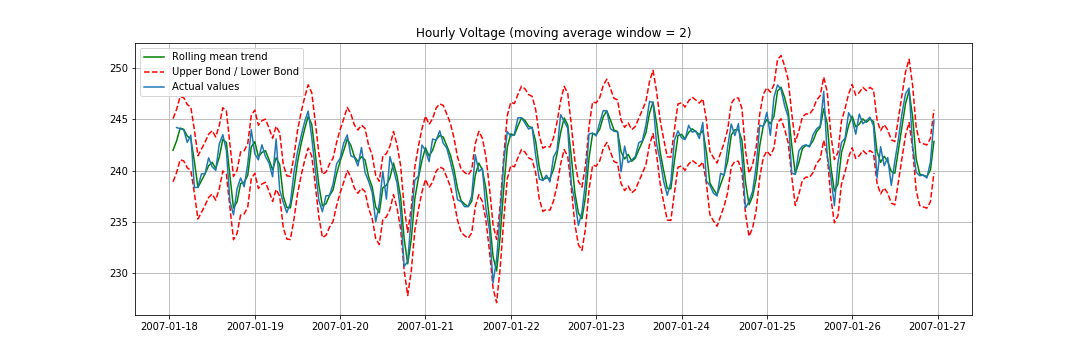 Hourly Voltage (moving average window = 2)
Rolling mean trend
Upper Bond / Lower Bond
Actual values
250
245
240
235
230
2007-01-18 2007-01-19 2007-01-20 2007-01-21 2007-01-22 2007-01-23 2007-01-24 2007-01-25 2007-01-26 2007-01-27